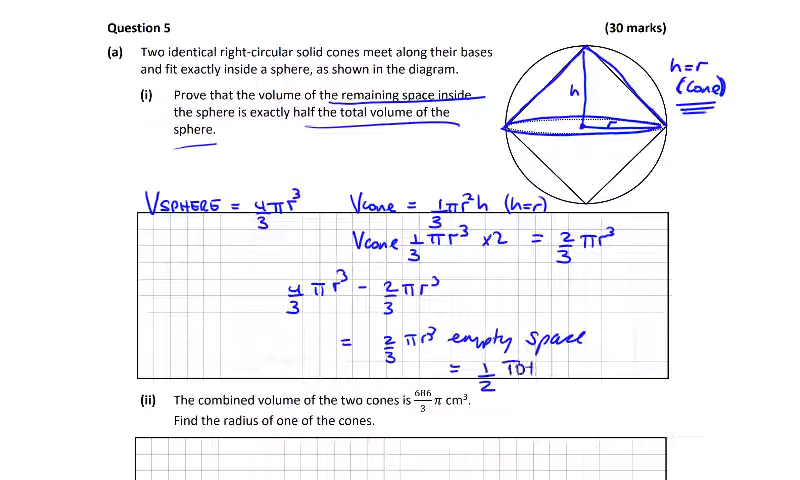 Question 5
(30 marks)
(a) Two identical right-circular solid cones meet along their bases
and fit exactly inside a sphere, as shown in the diagram.
h=r
(cone)
h
r
(i) Prove that the volume of the remaining space inside
the sphere is exactly half the total volume of the
sphere.
VSPHERE = 4/3 πr³
Vcone = 1/3 πr²h (h=r)
Vcone 1/3 πr³ x2 = 2/3 πr³
4/3 πr³ - 2/3 πr³
= 2/3 πr³ empty space
= 1/2 Tot
(ii) The combined volume of the two cones is 686/3 π cm³.
Find the radius of one of the cones.